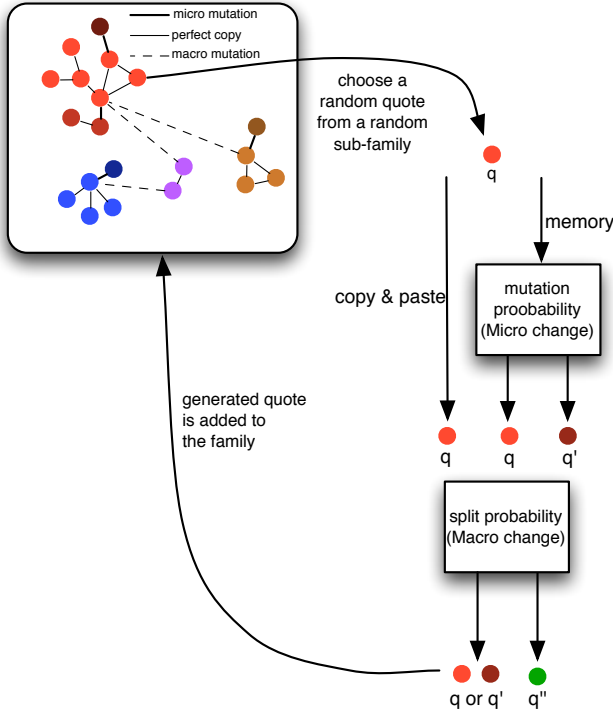 micro mutation
perfect copy
macro mutation
choose a
random quote
from a random
sub-family
q
memory
copy & paste
mutation
proobability
(Micro change)
generated quote
is added to
the family
q
q
q'
split probability
(Macro change)
q or q'
q''